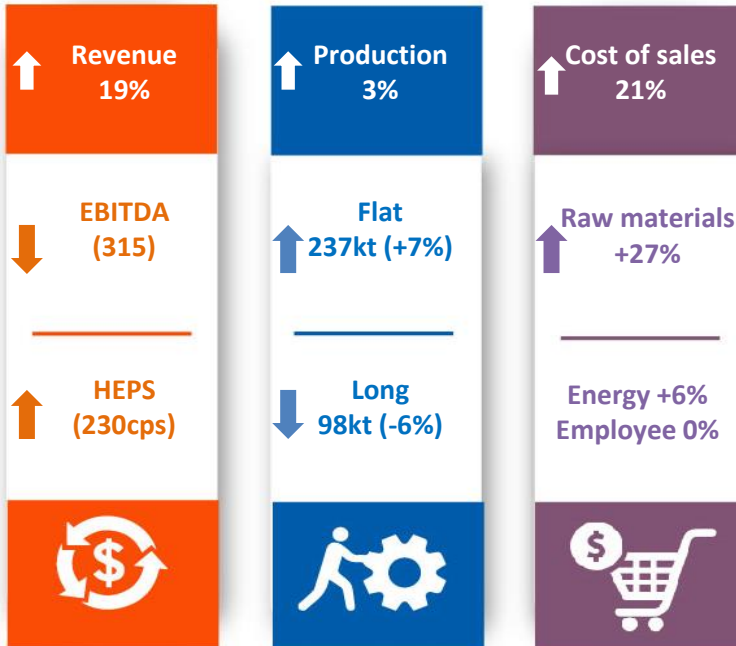 Revenue
19%
EBITDA
(315)
HEPS
(230cps)
$
Production
3%
Flat
237kt (+7%)
Long
98kt (-6%)
Cost of sales
21%
Raw materials
+27%
Energy +6%
Employee 0%
$